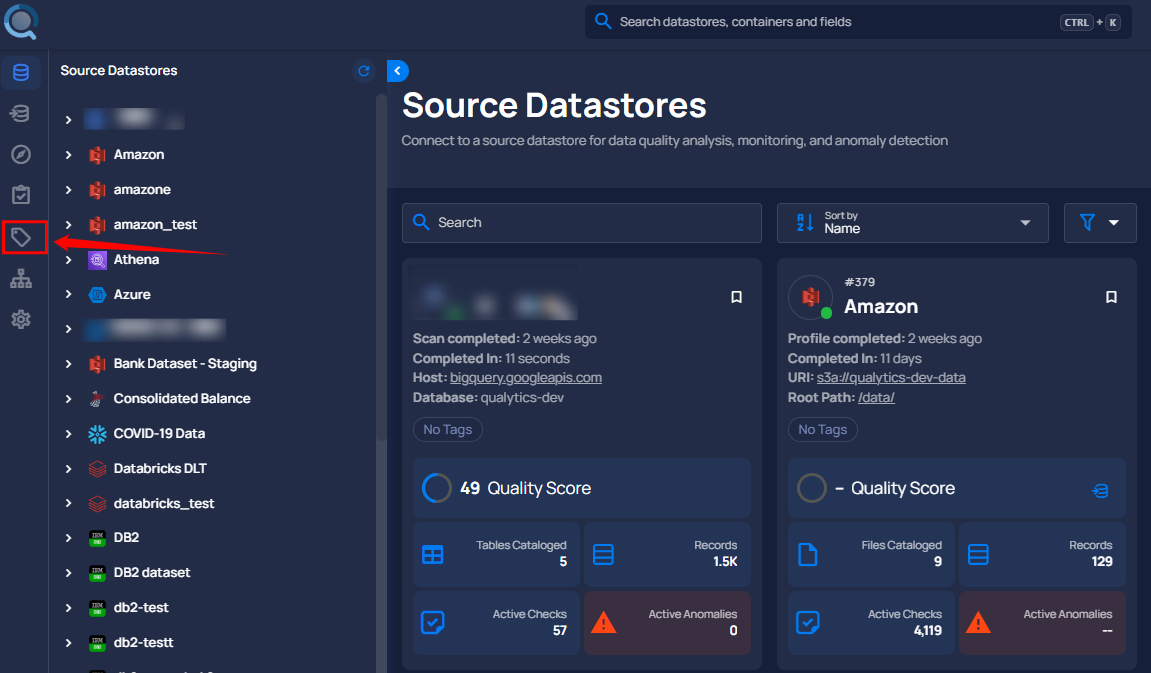 Search datastores, containers and fields
CTRL + K
Source Datastores
Amazon
amazone
amazon_test
Athena
Azure
Bank Dataset - Staging
Consolidated Balance
COVID-19 Data
Databricks DLT
databricks_test
DB2
DB2 dataset
db2-test
db2-testt
Source Datastores
Connect to a source datastore for data quality analysis, monitoring, and anomaly detection
Search
Sort by
Name
Scan completed: 2 weeks ago
Completed In: 11 seconds
Host: bigquery.googleapis.com
Database: qualytics-dev
No Tags
49 Quality Score
Tables Cataloged
5
Records
1.5K
Active Checks
57
Active Anomalies
0
#379
Amazon
Profile completed: 2 weeks ago
Completed In: 11 days
URI: s3a://qualytics-dev-data
Root Path: /data/
No Tags
– Quality Score
Files Cataloged
9
Records
129
Active Checks
4,119
Active Anomalies
--